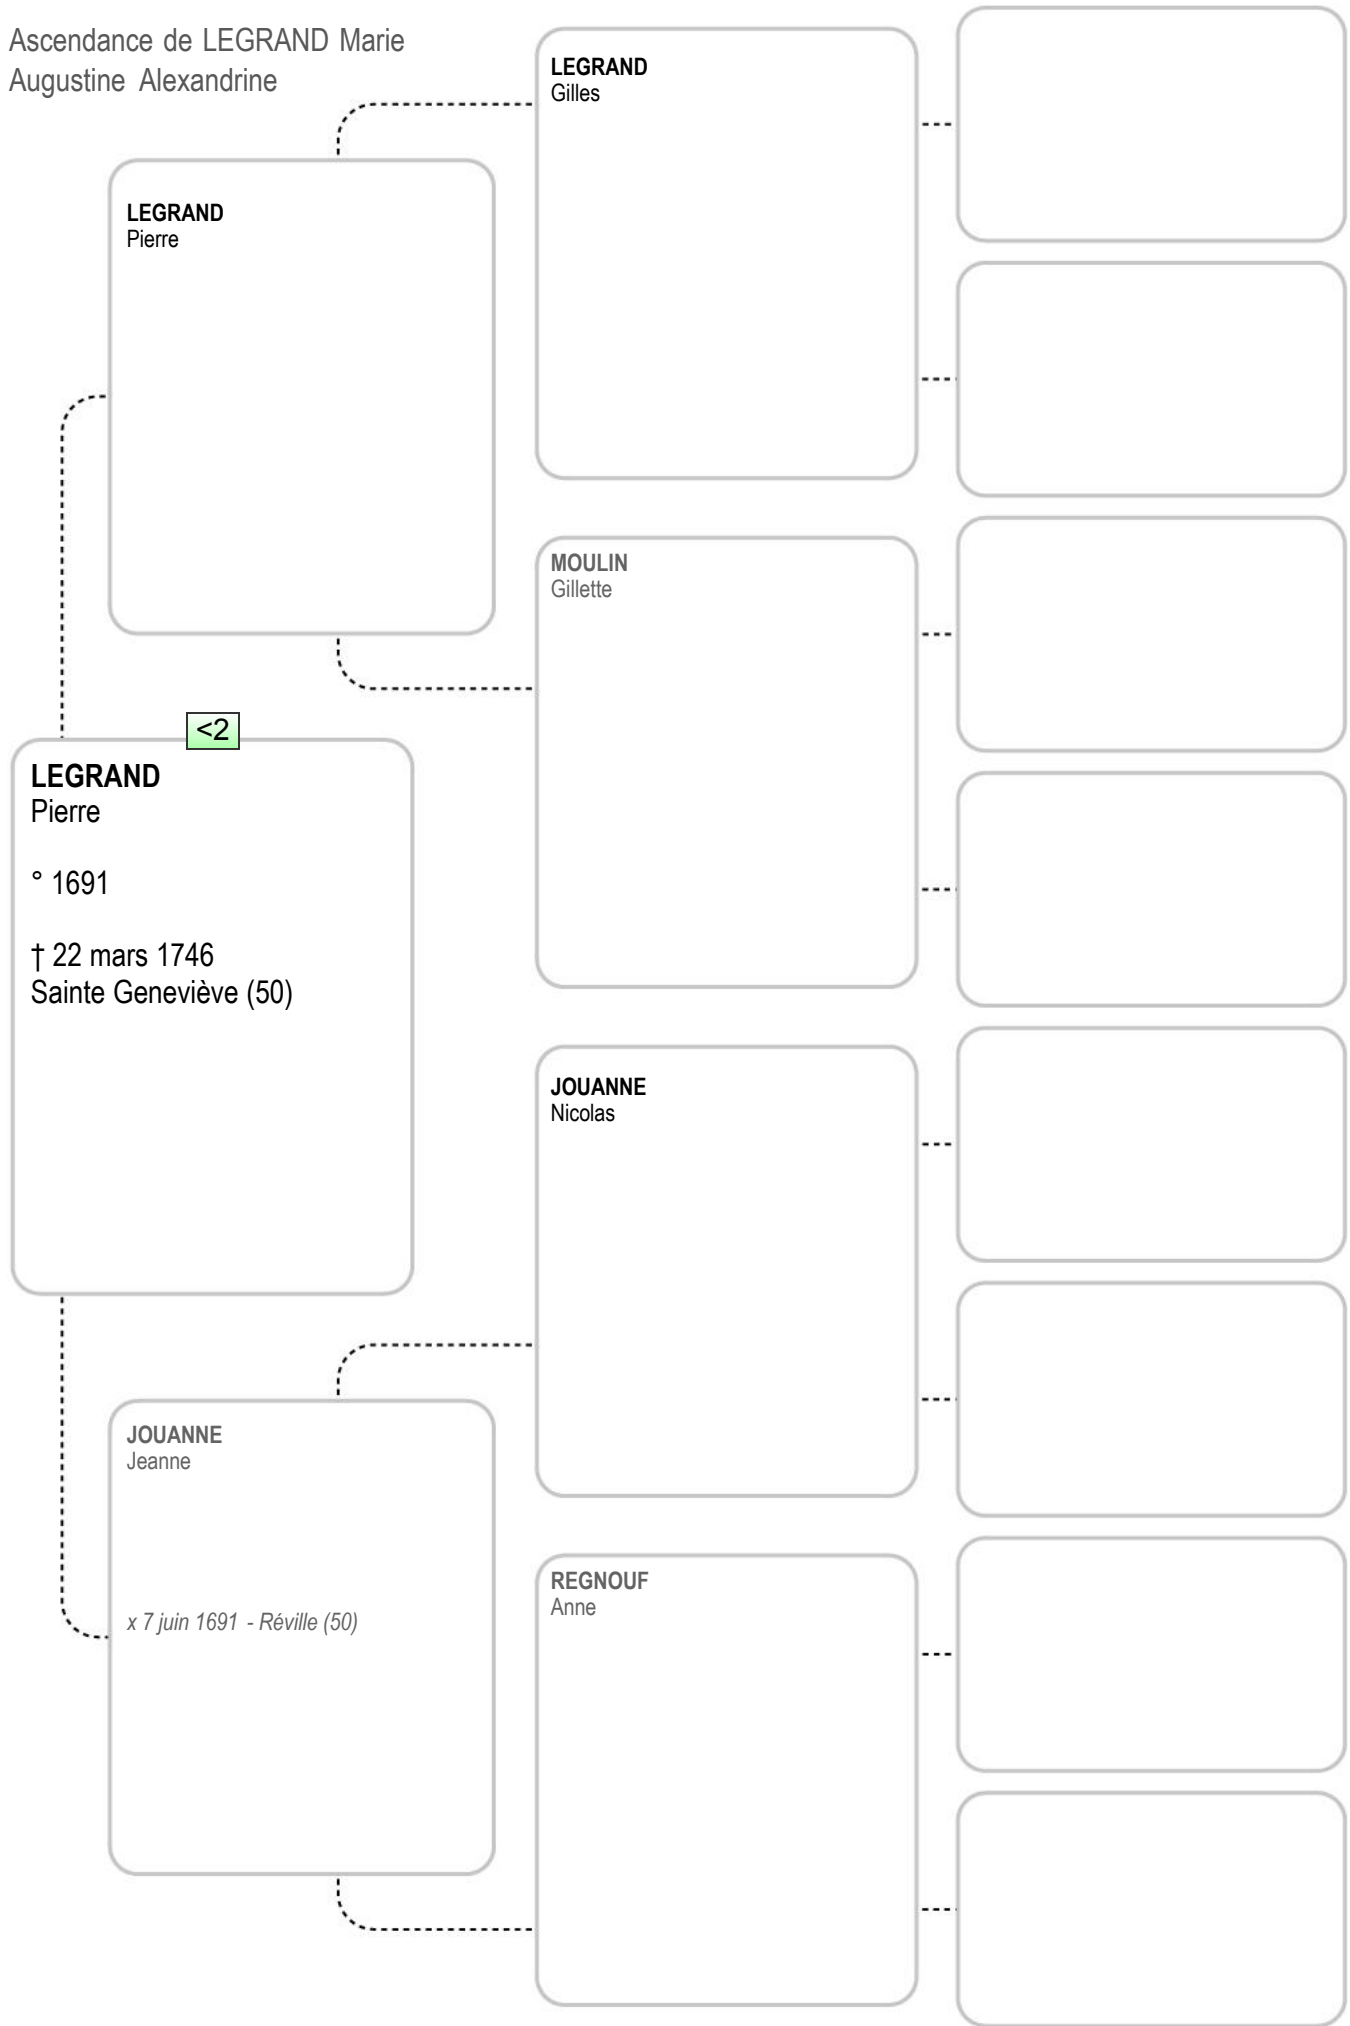 Ascendance de LEGRAND Marie
Augustine Alexandrine
LEGRAND
Gilles
LEGRAND
Pierre
MOULIN
Gillette
<2
LEGRAND
Pierre
° 1691
† 22 mars 1746
Sainte Geneviève (50)
JOUANNE
Nicolas
JOUANNE
Jeanne
x 7 juin 1691 - Réville (50)
REGNOUF
Anne